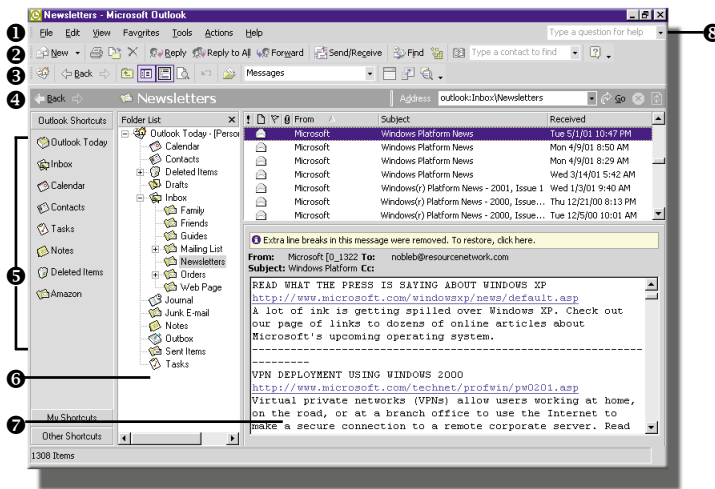 Newsletters - Microsoft Outlook
1 File Edit View Favorites Tools Actions Help Type a question for help 8
2 New Reply Reply to All Forward Send/Receive Find Type a contact to find
3 Back Messages
4 Back Newsletters Address outlook:Inbox\Newsletters Go
Outlook Shortcuts
Outlook Today
Inbox
Calendar
Contacts
Tasks
5
Notes
Deleted Items
Amazon
My Shortcuts
Other Shortcuts
Folder List X
Outlook Today - [Person
Calendar
Contacts
Deleted Items
Drafts
Inbox
Family
Friends
Guides
Mailing List
Newsletters
Orders
Web Page
Journal
Junk E-mail
Notes
Outbox
Sent Items
Tasks
6
! From Subject Received
Microsoft Windows Platform News Tue 5/1/01 10:47 PM
Microsoft Windows Platform News Mon 4/9/01 8:50 AM
Microsoft Windows Platform News Mon 4/9/01 8:29 AM
Microsoft Windows Platform News Wed 3/14/01 5:42 AM
Microsoft Windows(r) Platform News - 2001, Issue 1 Wed 1/3/01 9:40 AM
Microsoft Windows(r) Platform News - 2000, Issue... Thu 12/21/00 8:13 PM
Microsoft Windows(r) Platform News - 2000, Issue... Tue 12/5/00 10:01 AM
Extra line breaks in this message were removed. To restore, click here.
From: Microsoft [0_1322 To: nobleb@resourcenetwork.com
Subject: Windows Platform Cc:
READ WHAT THE PRESS IS SAYING ABOUT WINDOWS XP
http://www.microsoft.com/windowsxp/news/default.asp
A lot of ink is getting spilled over Windows XP. Check out
our page of links to dozens of online articles about
Microsoft's upcoming operating system.
------------------------------------------------------
---------
VPN DEPLOYMENT USING WINDOWS 2000
http://www.microsoft.com/technet/profwin/pw0201.asp
Virtual private networks (VPNs) allow users working at home,
on the road, or at a branch office to use the Internet to
make a secure connection to a remote corporate server. Read
7
1308 Items